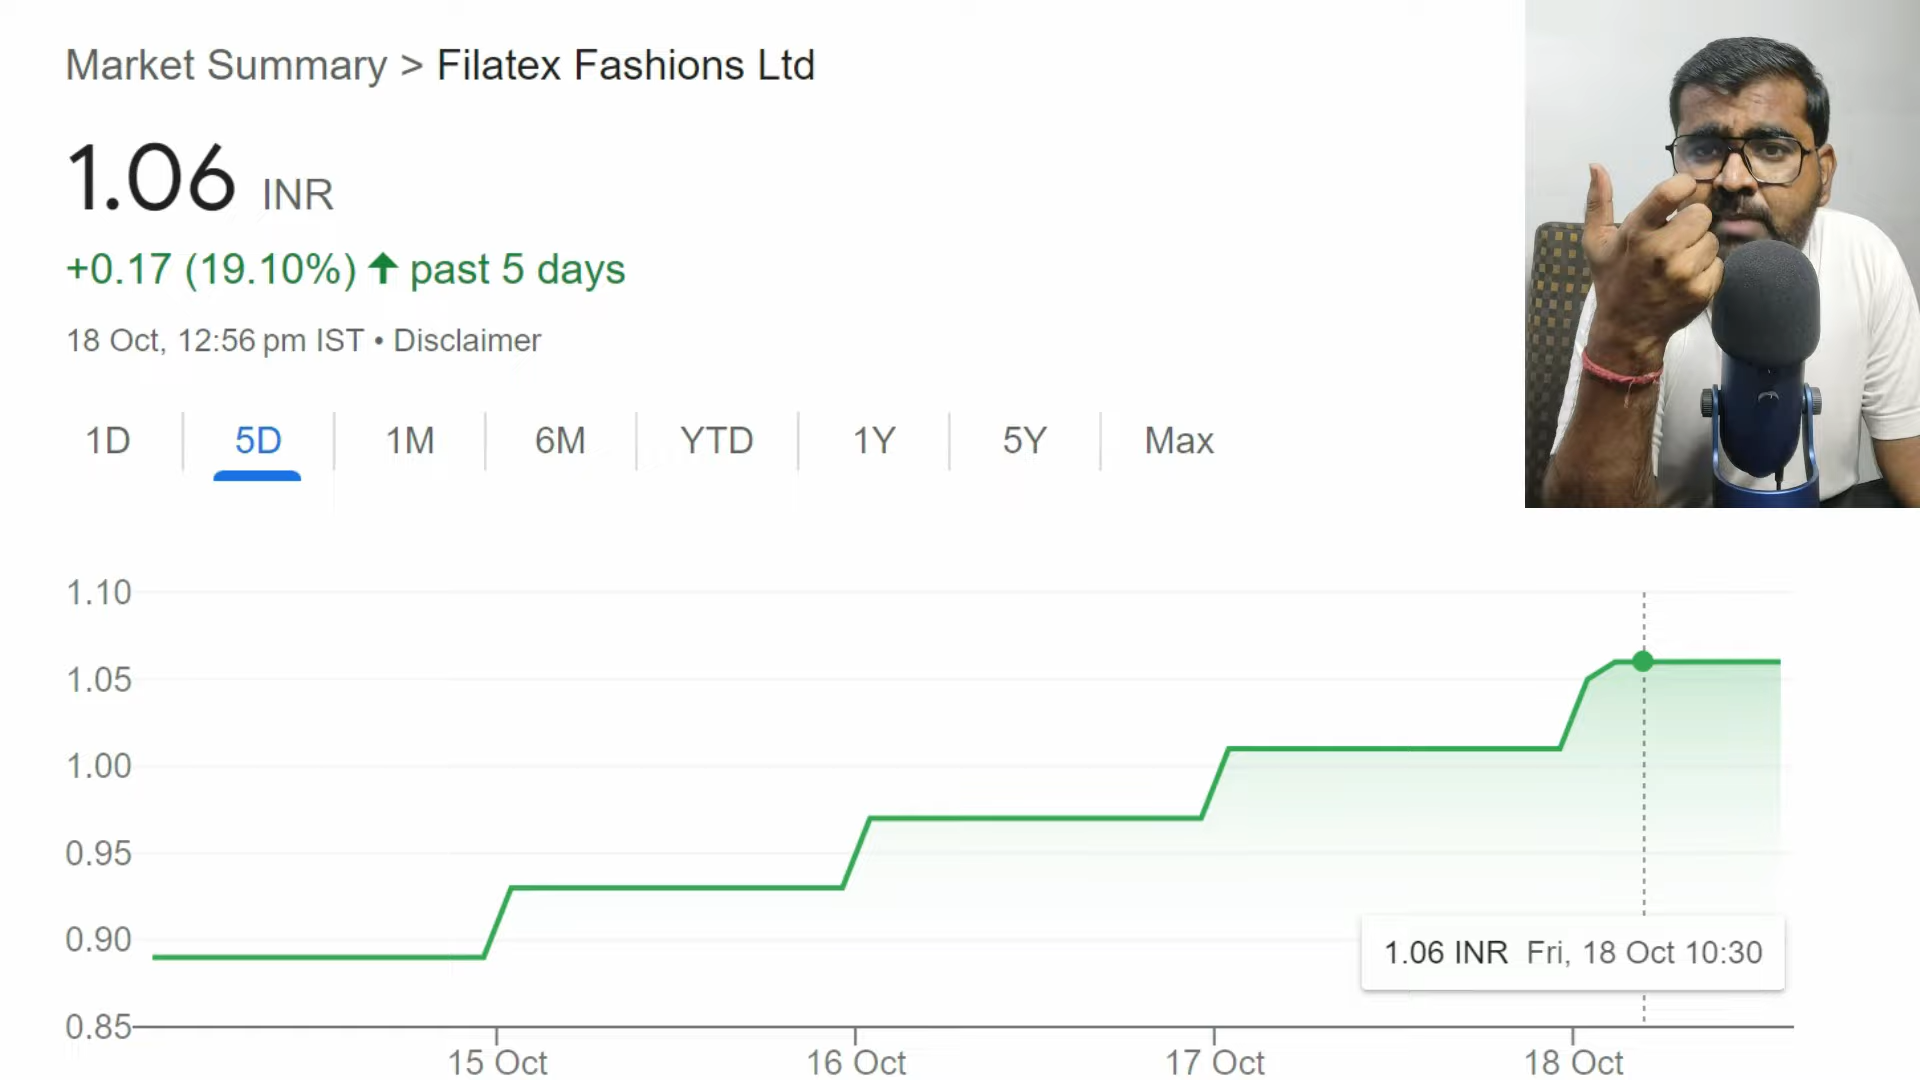 Market Summary > Filatex Fashions Ltd
1.06 INR
+0.17 (19.10%) ↑ past 5 days
18 Oct, 12:56 pm IST • Disclaimer
1D 5D 1M 6M YTD 1Y 5Y Max
1.10
1.05
1.00
0.95
0.90
1.06 INR Fri, 18 Oct 10:30
0.85
15 Oct 16 Oct 17 Oct 18 Oct